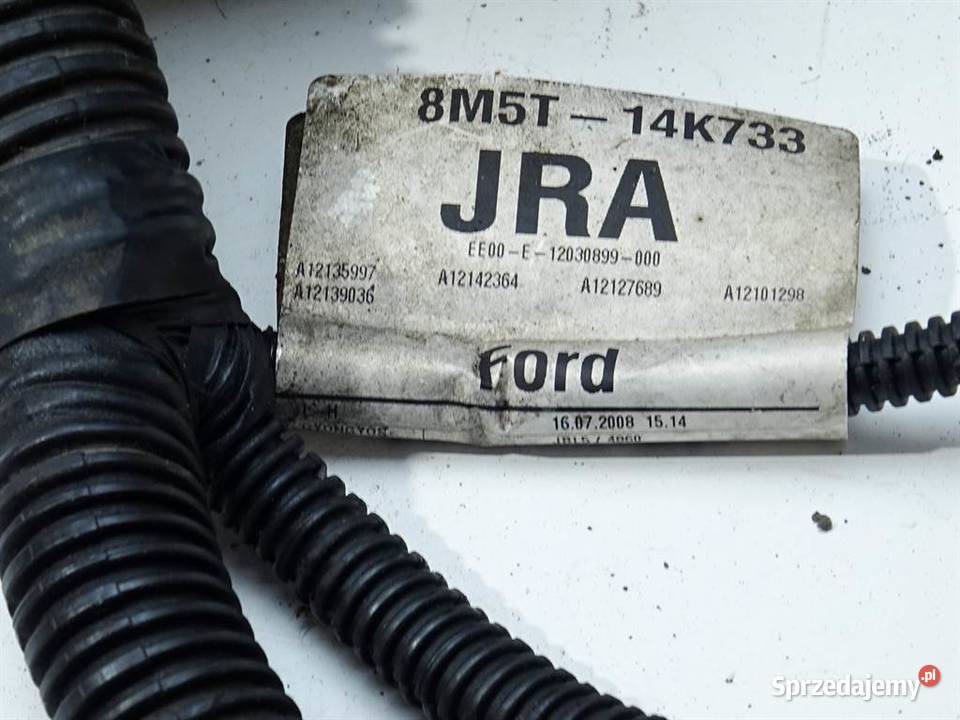 8M5T - 14K733
JRA
EE00-E-12030899-000
A12135997 A12142364 A12127689 A12101298
A12139036
Ford
H
16.07.2008 15.14
Sprzedajemy.pl